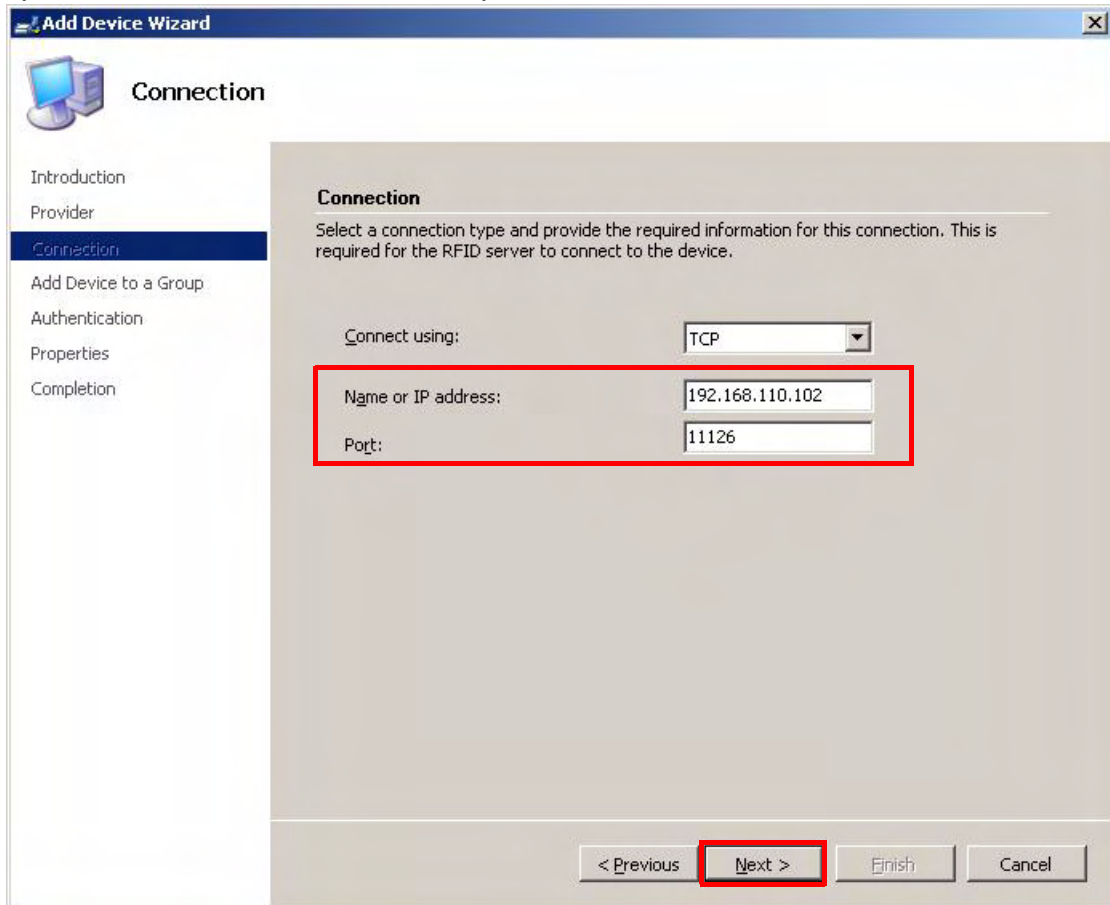 Add Device Wizard
Connection
Introduction
Provider
Connection
Add Device to a Group
Authentication
Properties
Completion
Connection
Select a connection type and provide the required information for this connection. This is
required for the RFID server to connect to the device.
Connect using:
TCP
Name or IP address:
192.168.110.102
Port:
11126
< Previous
Next >
Finish
Cancel